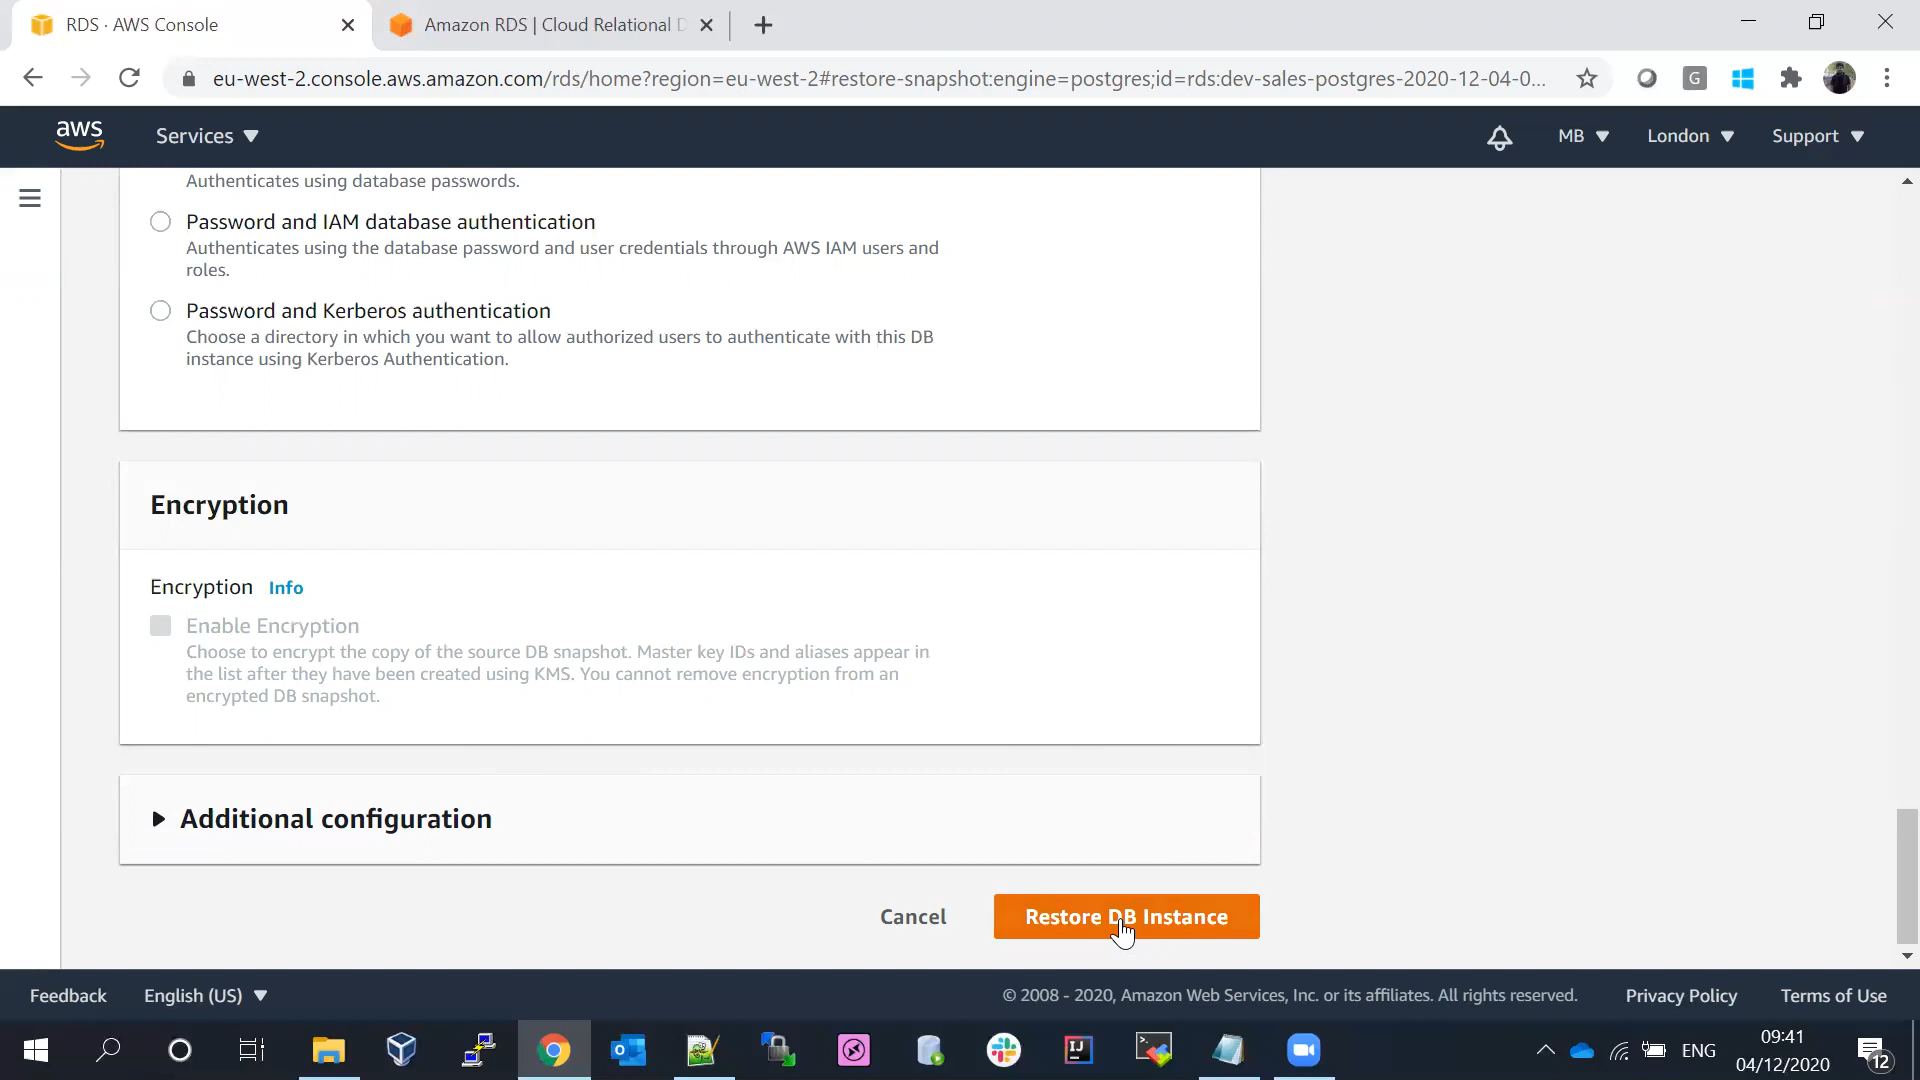 RDS · AWS Console
Amazon RDS | Cloud Relational D
eu-west-2.console.aws.amazon.com/rds/home?region=eu-west-2#restore-snapshot:engine=postgres;id=rds:dev-sales-postgres-2020-12-04-0...
G
aws
Services
MB
London
Support
Authenticates using database passwords.
Password and IAM database authentication
Authenticates using the database password and user credentials through AWS IAM users and
roles.
Password and Kerberos authentication
Choose a directory in which you want to allow authorized users to authenticate with this DB
instance using Kerberos Authentication.
Encryption
Encryption Info
Enable Encryption
Choose to encrypt the copy of the source DB snapshot. Master key IDs and aliases appear in
the list after they have been created using KMS. You cannot remove encryption from an
encrypted DB snapshot.
Additional configuration
Cancel
Restore DB Instance
Feedback
English (US)
© 2008 - 2020, Amazon Web Services, Inc. or its affiliates. All rights reserved.
Privacy Policy
Terms of Use
IJ
ENG
09:41
04/12/2020
12